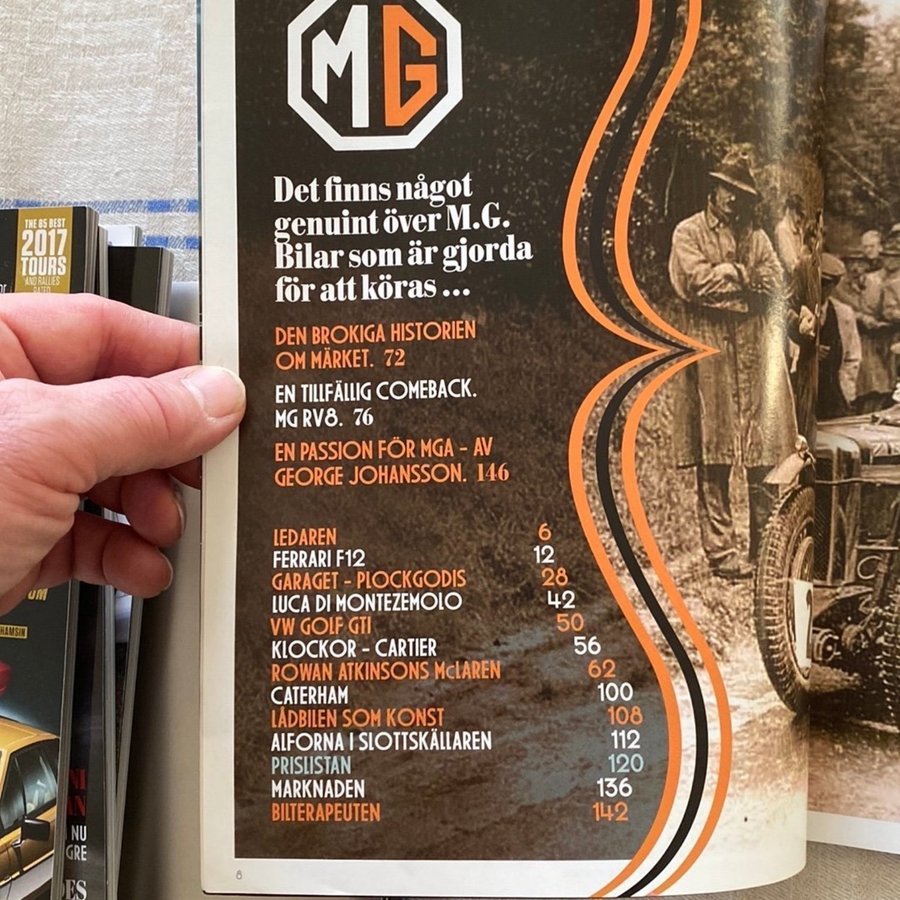 MG
Det finns något
genuint över M.G.
Bilar som är gjorda
för att köras ...
DEN BROKIGA HISTORIEN
OM MÄRKET. 72
EN TILLFÄLLIG COMEBACK.
MG RV8. 76
EN PASSION FÖR MGA – AV
GEORGE JOHANSSON. 146
LEDAREN 6
FERRARI F12 12
GARAGET – PLOCKGODIS 28
LUCA DI MONTEZEMOLO 42
VW GOLF GTI 50
KLOCKOR – CARTIER 56
ROWAN ATKINSONS McLAREN 62
CATERHAM 100
LÅDBILEN SOM KONST 108
ALFORNA I SLOTTSKÄLLAREN 112
PRISLISTAN 120
MARKNADEN 136
BILTERAPEUTEN 142
8
THE 85 BEST
2017
TOURS
AND RALLIES
RATED
NU